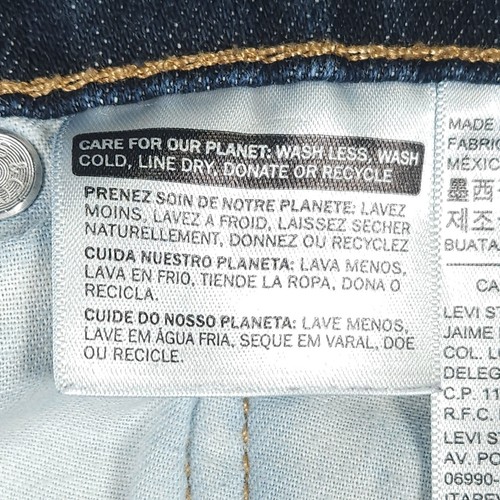 CARE FOR OUR PLANET: WASH LESS, WASH
COLD, LINE DRY, DONATE OR RECYCLE
PRENEZ SOIN DE NOTRE PLANETE: LAVEZ
MOINS, LAVEZ A FROID, LAISSEZ SECHER
NATURELLEMENT, DONNEZ OU RECYCLEZ
CUIDA NUESTRO PLANETA: LAVA MENOS,
LAVA EN FRIO, TIENDE LA ROPA, DONA O
RECICLA.
CUIDE DO NOSSO PLANETA: LAVE MENOS,
LAVE EM ÁGUA FRIA, SEQUE EM VARAL, DOE
OU RECICLE.
MADE
FABRIC
MÉXICO
墨西
제조
BUATA
CA
LEVI ST
JAIME
COL. L
DELEG
C.P. 11
R.F.C.
LEVI S
AV. PO
06990-